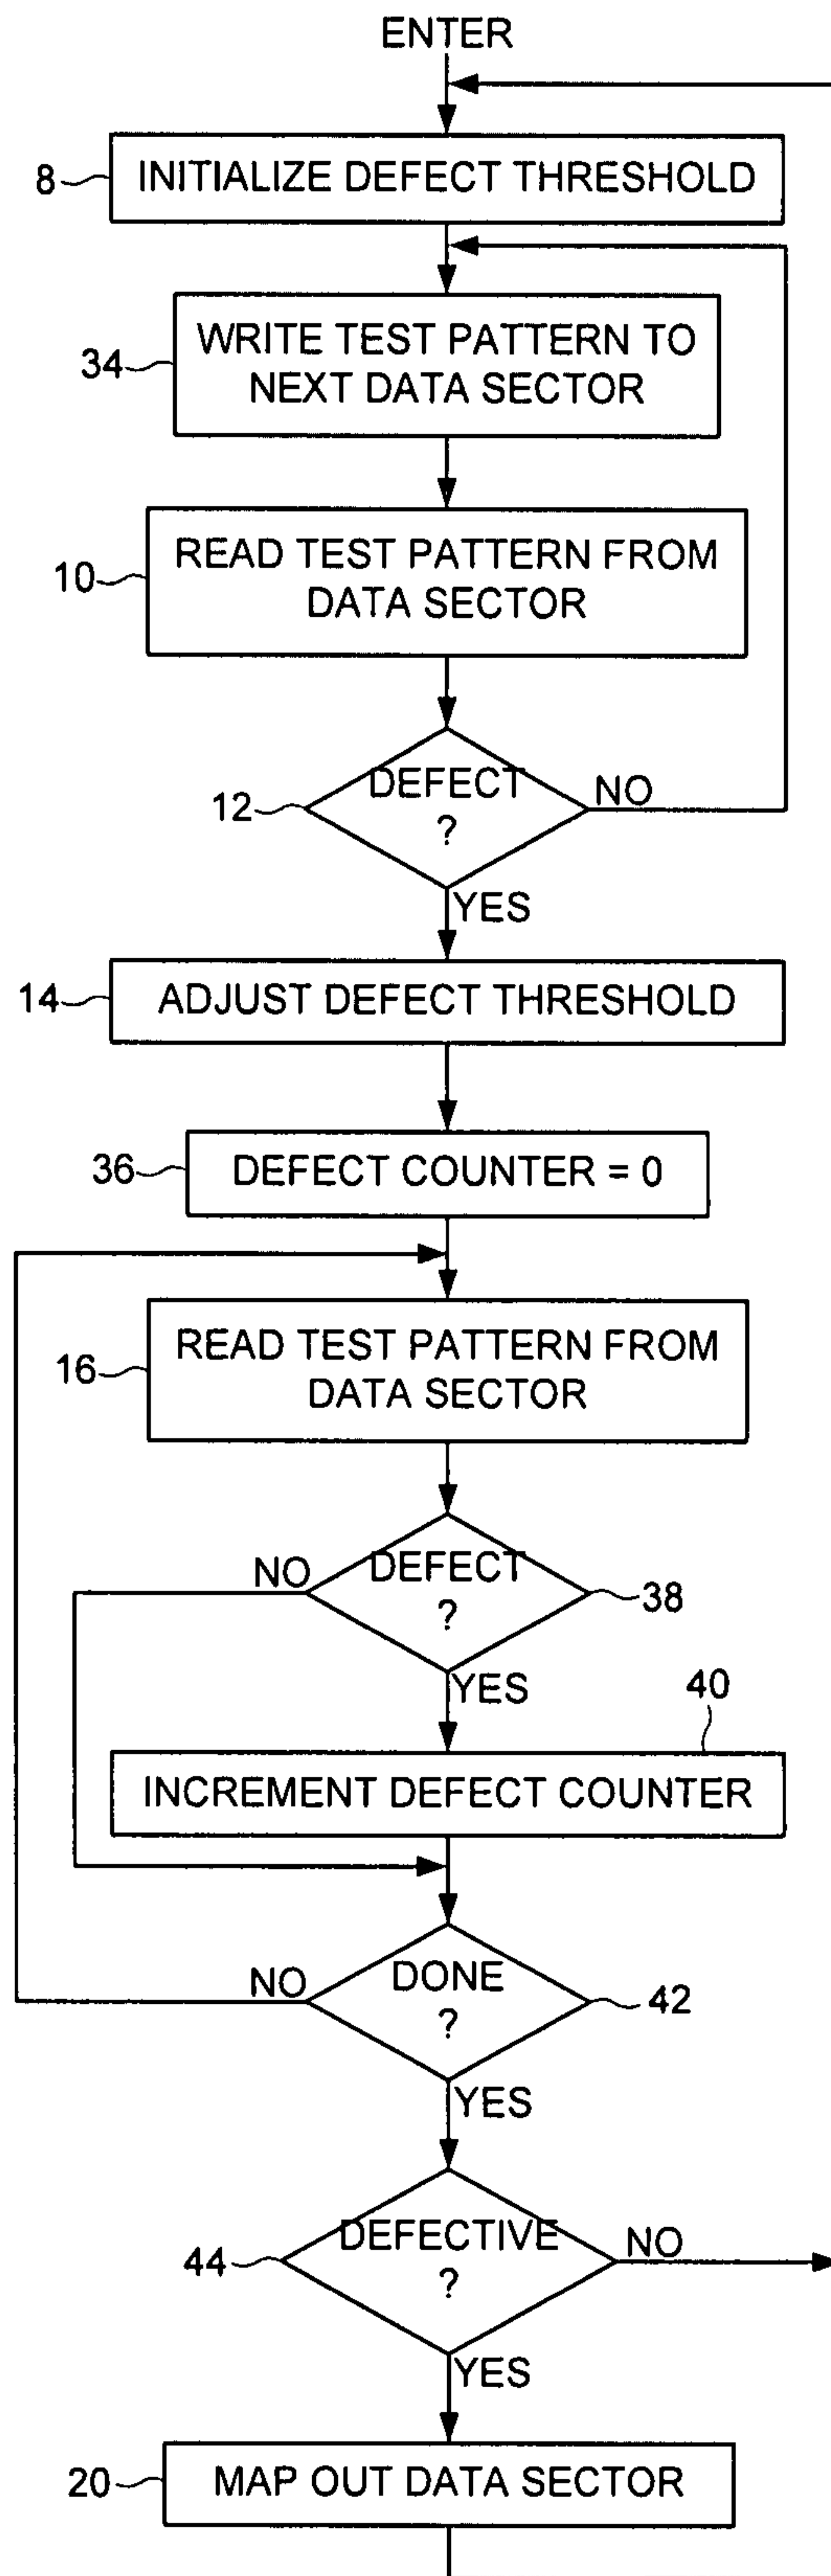 ENTER
8
INITIALIZE DEFECT THRESHOLD
34
WRITE TEST PATTERN TO
NEXT DATA SECTOR
10
READ TEST PATTERN FROM
DATA SECTOR
12
DEFECT
?
NO
YES
14
ADJUST DEFECT THRESHOLD
36
DEFECT COUNTER = 0
16
READ TEST PATTERN FROM
DATA SECTOR
NO
DEFECT
?
38
YES
40
INCREMENT DEFECT COUNTER
NO
DONE
?
42
YES
44
DEFECTIVE
?
NO
YES
20
MAP OUT DATA SECTOR